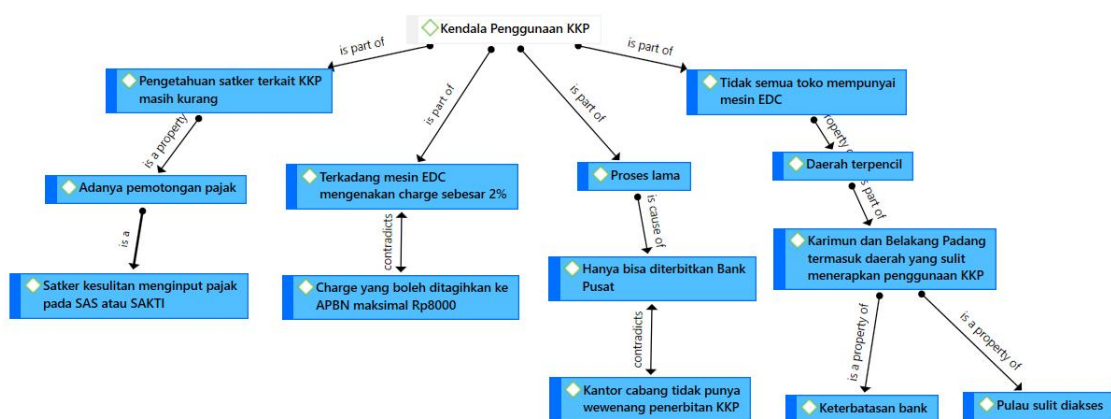 Kendala Penggunaan KKP
is part of
is part of
is part of
is part of
Pengetahuan satker terkait KKP
masih kurang
Tidak semua toko mempunyai
mesin EDC
is a property
roperty o
Adanya pemotongan pajak
Terkadang mesin EDC
mengenakan charge sebesar 2%
Proses lama
Daerah terpencil
is a
contradicts
is cause of
is part of
Satker kesulitan menginput pajak
pada SAS atau SAKTI
Charge yang boleh ditagihkan ke
APBN maksimal Rp8000
Hanya bisa diterbitkan Bank
Pusat
Karimun dan Belakang Padang
termasuk daerah yang sulit
menerapkan penggunaan KKP
contradicts
is a property of
is a property of
Kantor cabang tidak punya
wewenang penerbitan KKP
Keterbatasan bank
Pulau sulit diakses